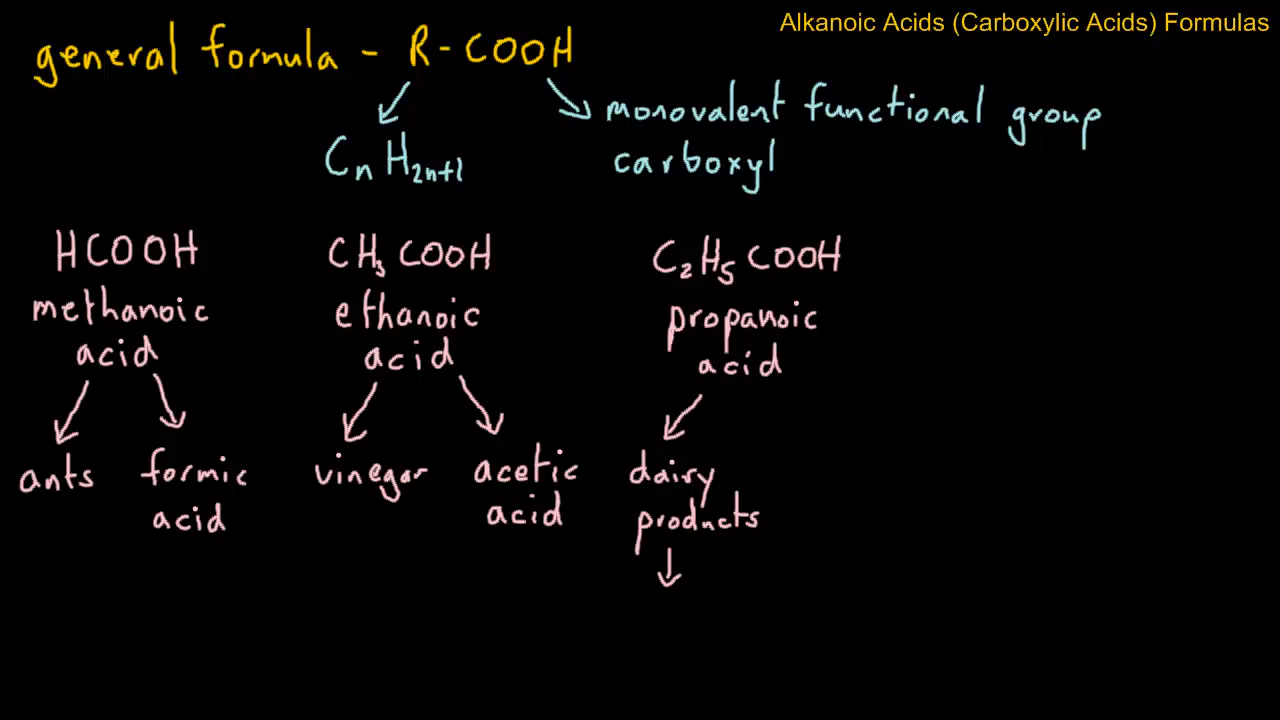 Alkanoic Acids (Carboxylic Acids) Formulas
general formula - R-COOH
CnH2n+1
monovalent functional group
carboxyl
HCOOH
methanoic
acid
ants
formic
acid
CH3COOH
ethanoic
acid
vinegar
acetic
acid
C2H5COOH
propanoic
acid
dairy
products